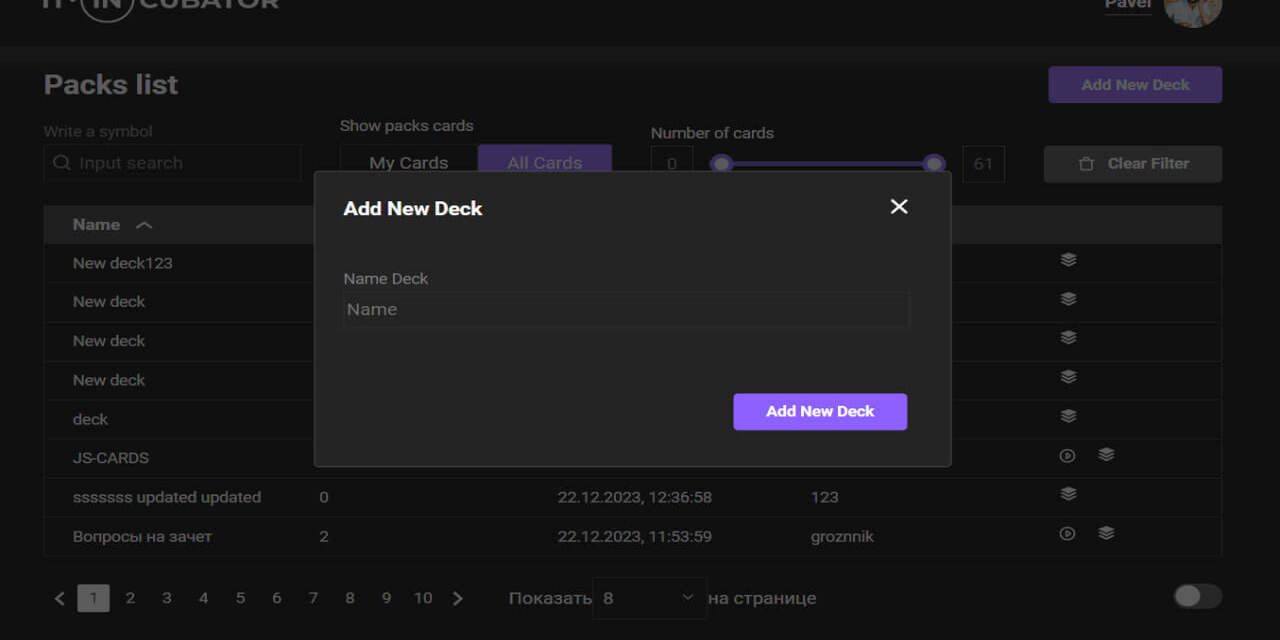 IT-INCUBATOR
Pavel
Packs list
Add New Deck
Write a symbol
Show packs cards
Number of cards
Input search
My Cards
All Cards
0
61
Clear Filter
Add New Deck
Name
New deck123
Name Deck
New deck
Name
New deck
New deck
Add New Deck
deck
JS-CARDS
sssssss updated updated 0 22.12.2023, 12:36:58 123
Вопросы на зачет 2 22.12.2023, 11:53:59 groznnik
1 2 3 4 5 6 7 8 9 10 Показать 8 на странице